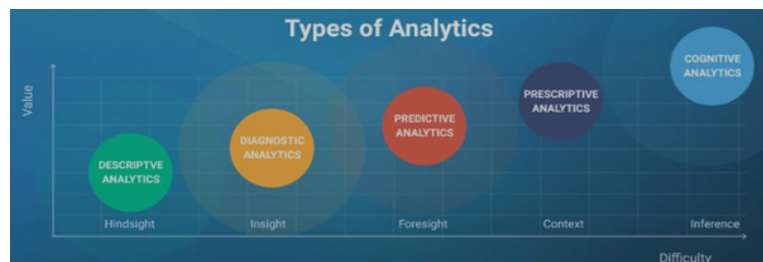 Types of Analytics
Value
COGNITIVE
ANALYTICS
PRESCRIPTIVE
ANALYTICS
PREDICTIVE
ANALYTICS
DIAGNOSTIC
ANALYTICS
DESCRIPTVE
ANALYTICS
Hindsight
Insight
Foresight
Context
Inference
Difficulty